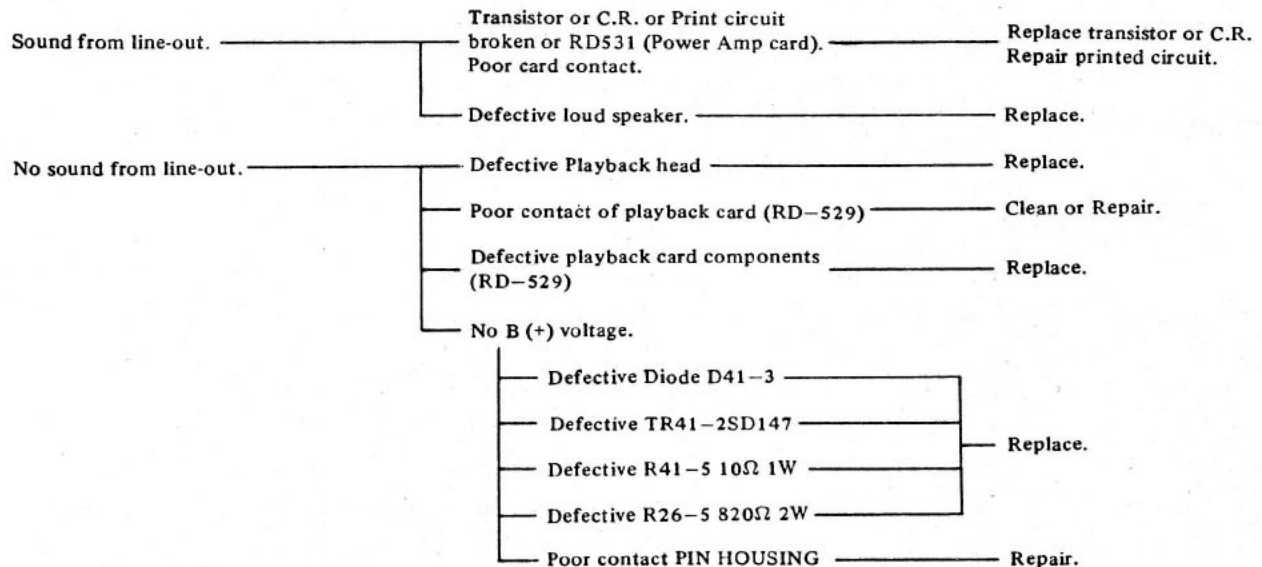 Sound from line-out.
Transistor or C.R. or Print circuit
broken or RD531 (Power Amp card).
Poor card contact.
Replace transistor or C.R.
Repair printed circuit.
Defective loud speaker.
Replace.
No sound from line-out.
Defective Playback head
Replace.
Poor contact of playback card (RD-529)
Clean or Repair.
Defective playback card components
(RD-529)
Replace.
No B (+) voltage.
Defective Diode D41-3
Defective TR41-2SD147
Defective R41-5 10Ω 1W
Defective R26-5 820Ω 2W
Replace.
Poor contact PIN HOUSING
Repair.